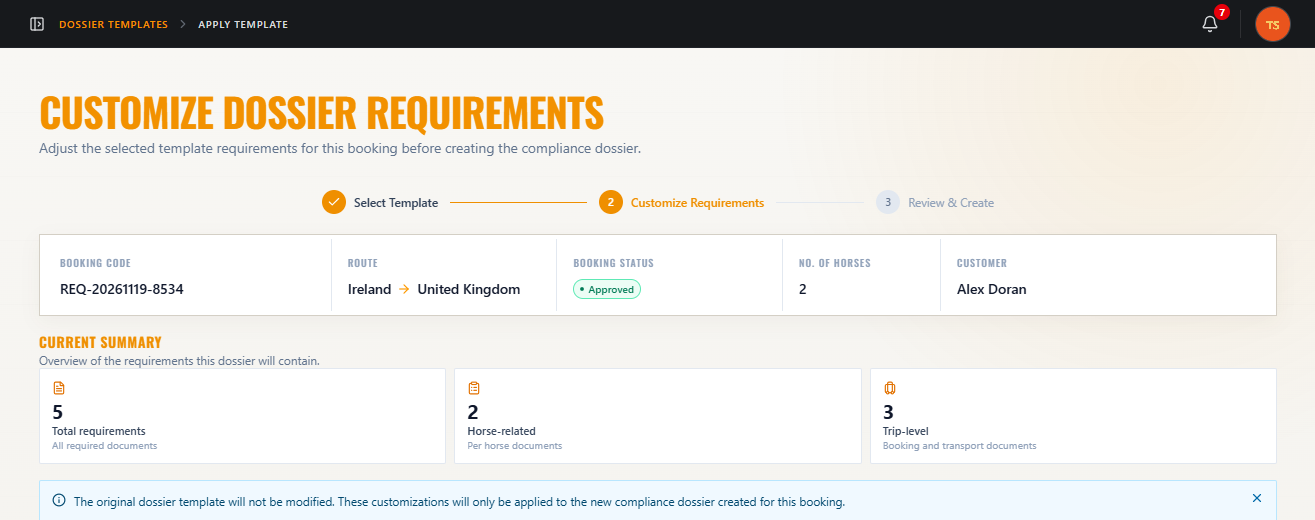 DOSSIER TEMPLATES > APPLY TEMPLATE
7
TS
CUSTOMIZE DOSSIER REQUIREMENTS
Adjust the selected template requirements for this booking before creating the compliance dossier.
Select Template 2 Customize Requirements 3 Review & Create
BOOKING CODE ROUTE BOOKING STATUS NO. OF HORSES CUSTOMER
REQ-20261119-8534 Ireland → United Kingdom Approved 2 Alex Doran
CURRENT SUMMARY
Overview of the requirements this dossier will contain.
5 2 3
Total requirements Horse-related Trip-level
All required documents Per horse documents Booking and transport documents
The original dossier template will not be modified. These customizations will only be applied to the new compliance dossier created for this booking.